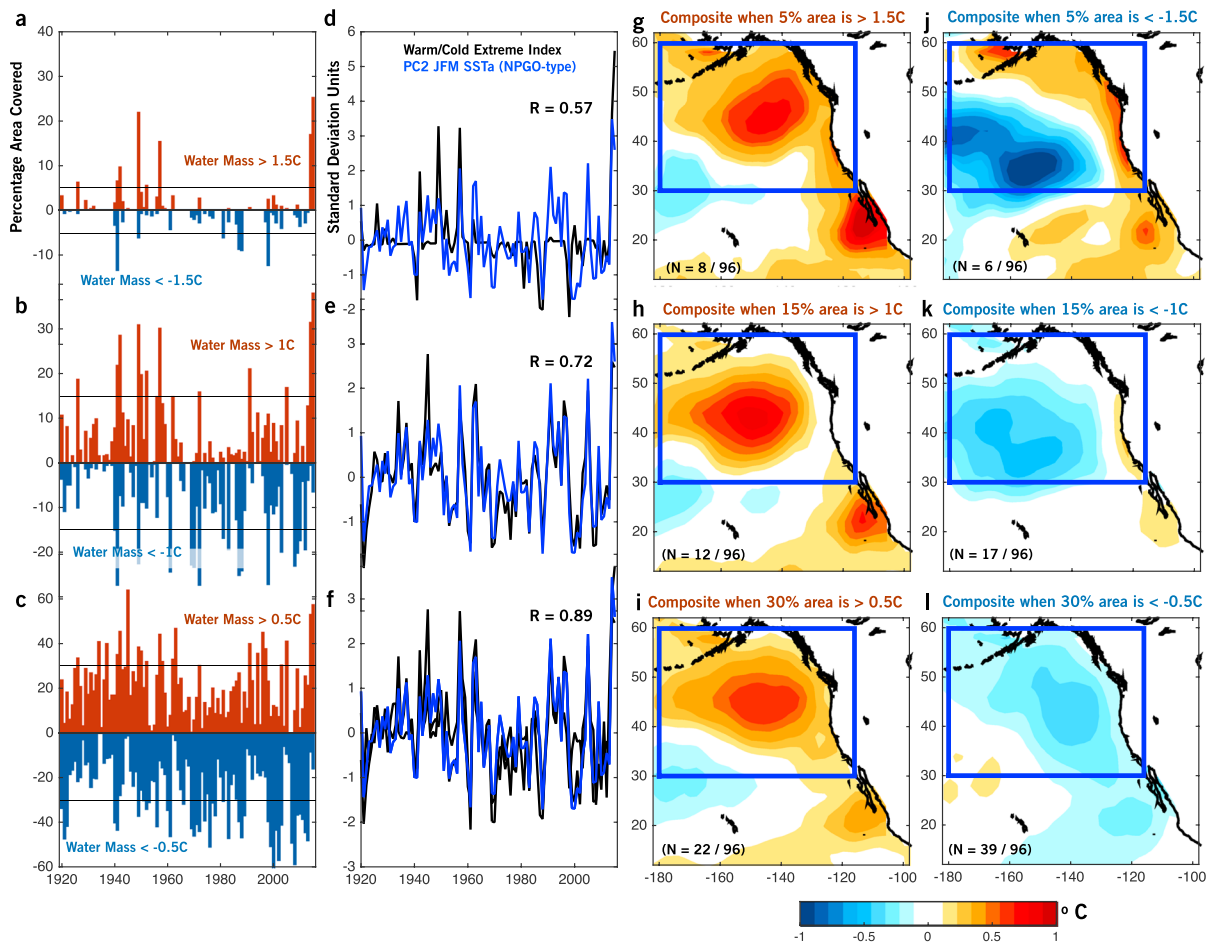 a
Percentage Area Covered
40
30
20
10
0
-10
Water Mass > 1.5C
Water Mass < -1.5C
b
30
20
10
0
-10
-20
Water Mass > 1C
Water Mass < -1C
c
60
40
20
0
-20
-40
-60
Water Mass > 0.5C
Water Mass < -0.5C
1920 1940 1960 1980 2000
d
Standard Deviation Units
6
5
4
3
2
1
0
-1
-2
Warm/Cold Extreme Index
PC2 JFM SSTa (NPGO-type)
R = 0.57
e
3
2
1
0
-1
R = 0.72
f
3
2
1
0
-1
-2
-3
R = 0.89
1920 1940 1960 1980 2000
g
Composite when 5% area is > 1.5C
60
50
40
30
20
(N = 8 / 96)
j
Composite when 5% area is < -1.5C
60
50
40
30
20
(N = 6 / 96)
h
Composite when 15% area is > 1C
60
50
40
30
20
(N = 12 / 96)
k
Composite when 15% area is < -1C
60
50
40
30
20
(N = 17 / 96)
i
Composite when 30% area is > 0.5C
60
50
40
30
20
(N = 22 / 96)
-180 -160 -140 -120 -100
l
Composite when 30% area is < -0.5C
60
50
40
30
20
(N = 39 / 96)
-180 -160 -140 -120 -100
º C
-1 -0.5 0 0.5 1